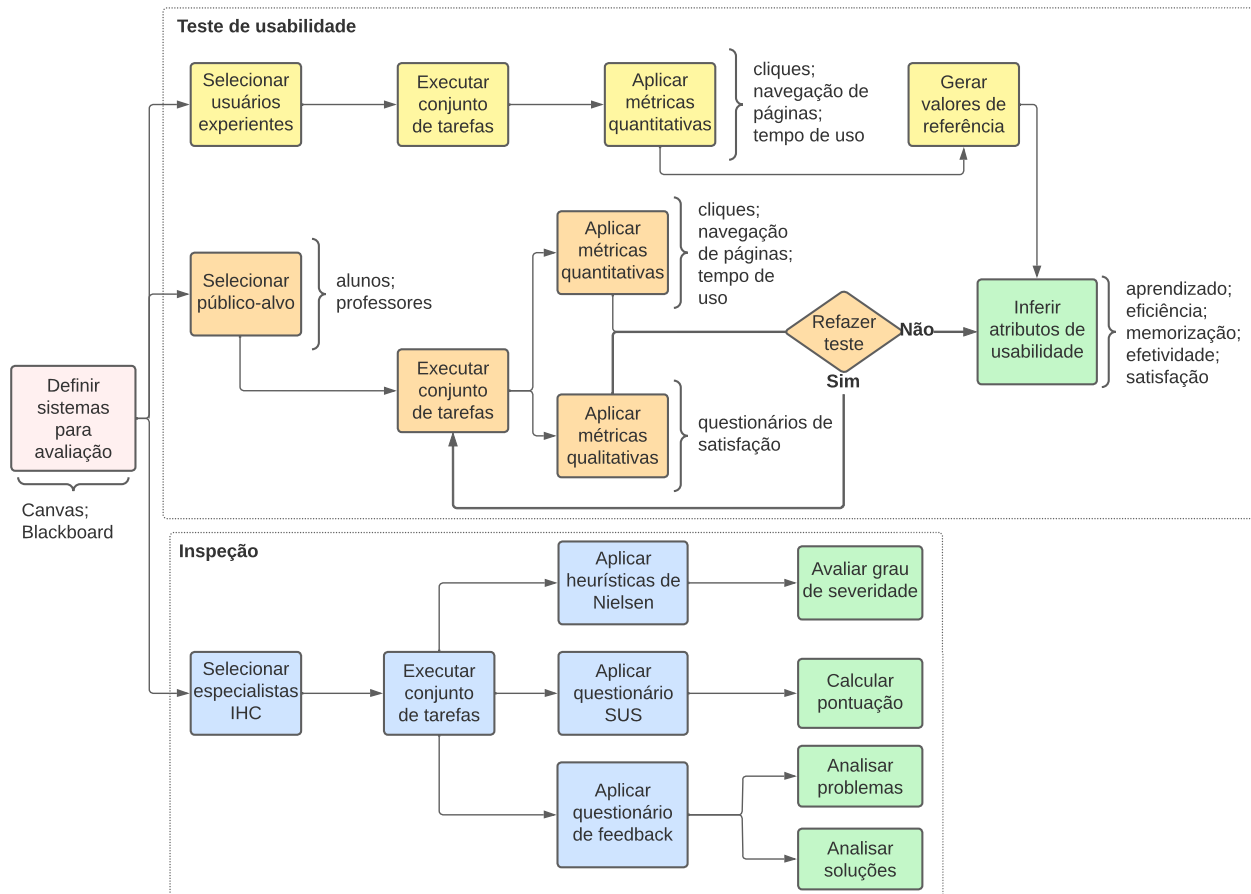 Teste de usabilidade
Selecionar
usuários
experientes
Executar
conjunto
de tarefas
Aplicar
métricas
quantitativas
cliques;
navegação de
páginas;
tempo de uso
Gerar
valores de
referência
Selecionar
público-alvo
alunos;
professores
Executar
conjunto
de tarefas
Aplicar
métricas
quantitativas
cliques;
navegação
de páginas;
tempo de
uso
Aplicar
métricas
qualitativas
questionários de
satisfação
Refazer
teste
Não
Sim
Inferir
atributos de
usabilidade
aprendizado;
eficiência;
memorização;
efetividade;
satisfação
Definir
sistemas
para
avaliação
Canvas;
Blackboard
Inspeção
Selecionar
especialistas
IHC
Executar
conjunto
de tarefas
Aplicar
heurísticas de
Nielsen
Avaliar grau
de severidade
Aplicar
questionário
SUS
Calcular
pontuação
Aplicar
questionário
de feedback
Analisar
problemas
Analisar
soluções